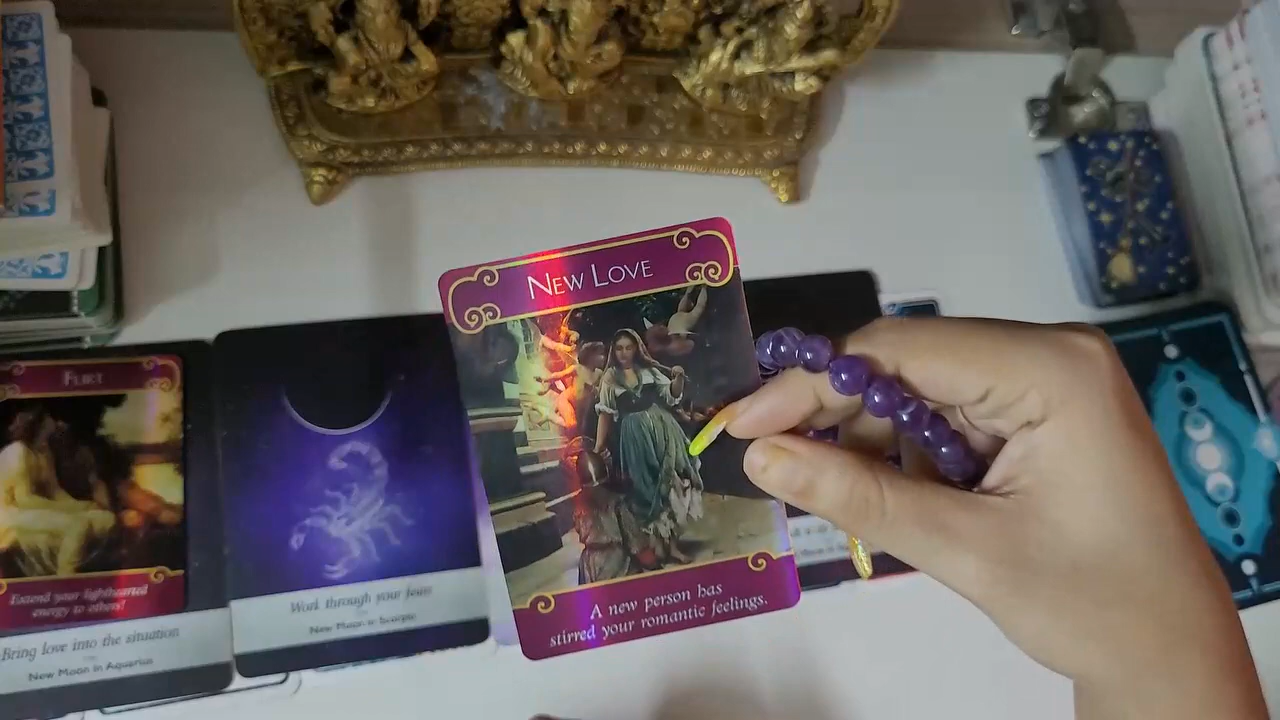 NEW LOVE
A new person has
stirred your romantic feelings.
FLIRT
Extend your lighthearted
energy to others!
Bring love into the situation
New Moon in Aquarius
Work through your fears
New Moon in Scorpio